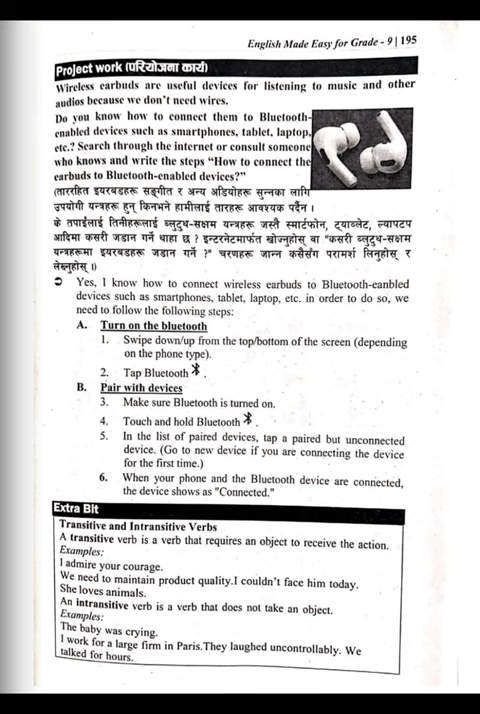 English Made Easy for Grade - 9 | 195
Project work (परियोजना कार्य)
Wireless earbuds are useful devices for listening to music and other
audios because we don't need wires.
Do you know how to connect them to Bluetooth-
enabled devices such as smartphones, tablet, laptop,
etc.? Search through the internet or consult someone
who knows and write the steps "How to connect the
earbuds to Bluetooth-enabled devices?"
(ताररहित इयरबडहरू सङ्गीत र अन्य अडियोहरू सुन्नका लागि
उपयोगी यन्त्रहरू हुन् किनभने हामीलाई तारहरू आवश्यक पर्दैन ।
के तपाईंलाई तिनीहरूलाई ब्लुटुथ-सक्षम यन्त्रहरू जस्तै स्मार्टफोन, ट्याब्लेट, ल्यापटप
आदिमा कसरी जडान गर्ने थाहा छ ? इन्टरनेटमार्फत खोज्नुहोस् वा "कसरी ब्लुटुथ-सक्षम
यन्त्रहरूमा इयरबडहरू जडान गर्ने ?" चरणहरू जान्न कसैसँग परामर्श लिनुहोस् र
लेख्नुहोस् ।)
➲ Yes, I know how to connect wireless earbuds to Bluetooth-eanbled
devices such as smartphones, tablet, laptop, etc. in order to do so, we
need to follow the following steps:
A. Turn on the bluetooth
1. Swipe down/up from the top/bottom of the screen (depending
on the phone type).
2. Tap Bluetooth .
B. Pair with devices
3. Make sure Bluetooth is turned on.
4. Touch and hold Bluetooth .
5. In the list of paired devices, tap a paired but unconnected
device. (Go to new device if you are connecting the device
for the first time.)
6. When your phone and the Bluetooth device are connected,
the device shows as "Connected."
Extra Bit
Transitive and Intransitive Verbs
A transitive verb is a verb that requires an object to receive the action.
Examples:
I admire your courage.
We need to maintain product quality.I couldn't face him today.
She loves animals.
An intransitive verb is a verb that does not take an object.
Examples:
The baby was crying.
I work for a large firm in Paris.They laughed uncontrollably. We
talked for hours.